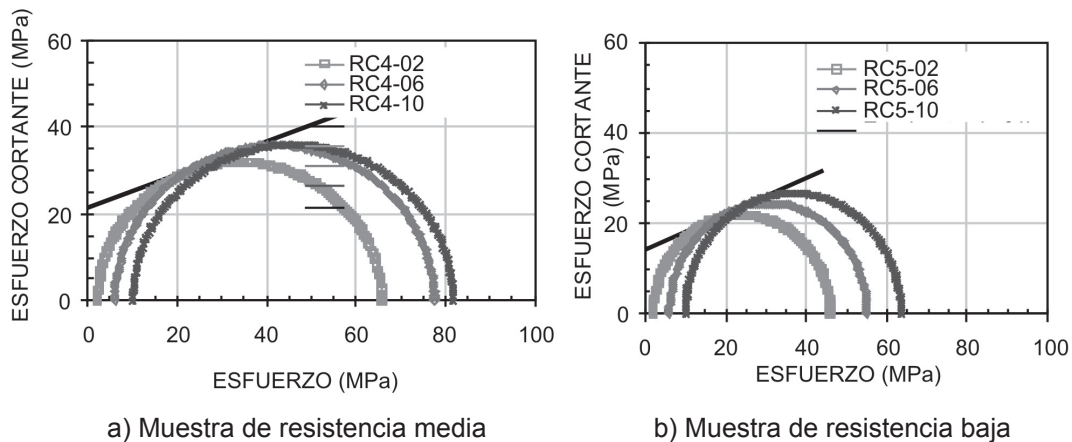 ESFUERZO CORTANTE (MPa)
60
40
20
0
RC4-02
RC4-06
RC4-10
0 20 40 60 80 100
ESFUERZO (MPa)
a) Muestra de resistencia media
ESFUERZO CORTANTE
(MPa)
60
40
20
0
RC5-02
RC5-06
RC5-10
0 20 40 60 80 100
ESFUERZO (MPa)
b) Muestra de resistencia baja